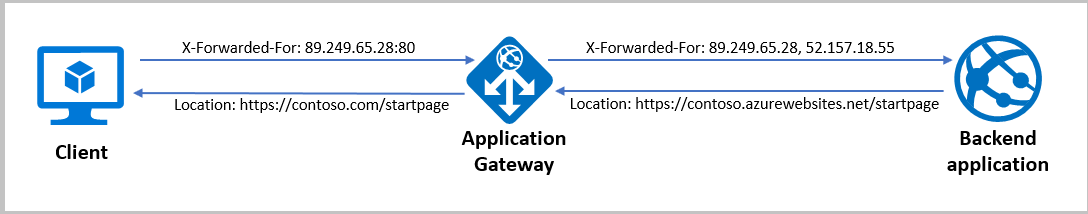 X-Forwarded-For: 89.249.65.28:80
X-Forwarded-For: 89.249.65.28, 52.157.18.55
Location: https://contoso.com/startpage
Location: https://contoso.azurewebsites.net/startpage
Client
Application
Gateway
Backend
application